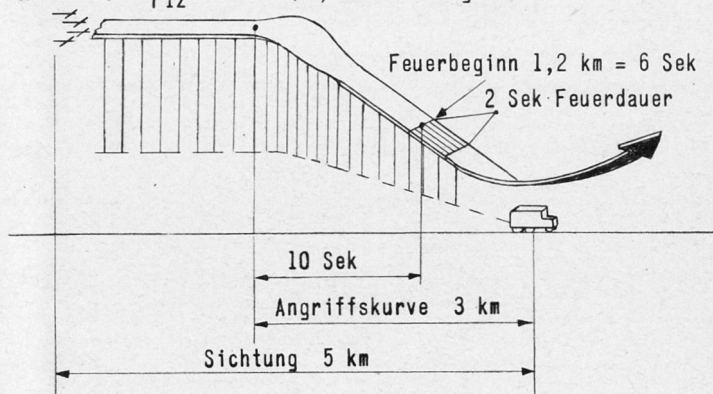 Feuerbeginn 1,2 km = 6 Sek
2 Sek Feuerdauer
10 Sek
Angriffskurve 3 km
Sichtung 5 km